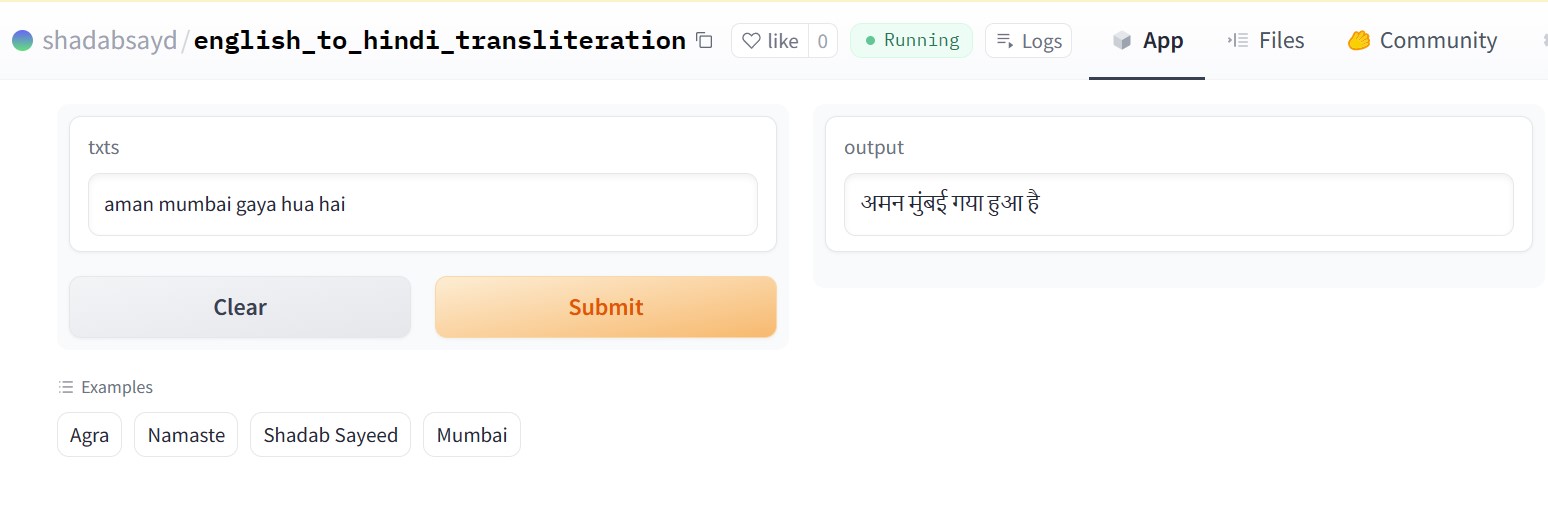 shadabsayd/english_to_hindi_transliteration like 0 Running Logs App Files Community
txts
aman mumbai gaya hua hai
output
अमन मुंबई गया हुआ है
Clear Submit
Examples
Agra Namaste Shadab Sayeed Mumbai